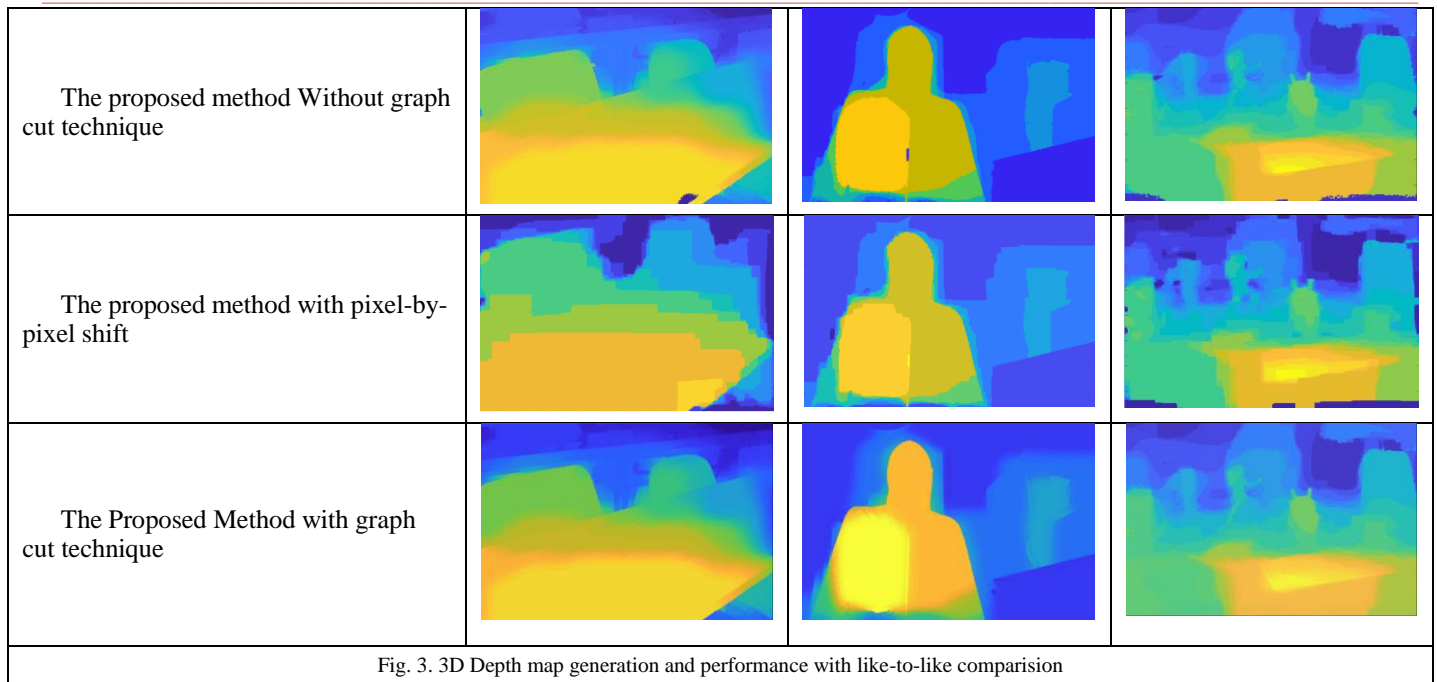 The proposed method Without graph
cut technique
The proposed method with pixel-by-
pixel shift
The Proposed Method with graph
cut technique
Fig. 3. 3D Depth map generation and performance with like-to-like comparision